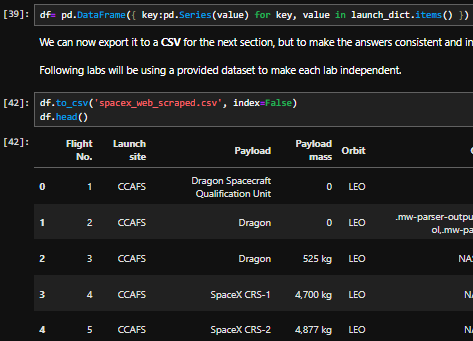 [39]: df= pd.DataFrame({ key:pd.Series(value) for key, value in launch_dict.items() })
We can now export it to a CSV for the next section, but to make the answers consistent and in
Following labs will be using a provided dataset to make each lab independent.
[42]: df.to_csv('spacex_web_scraped.csv', index=False)
df.head()
[42]:
Flight No. Launch site Payload Payload mass Orbit
0 1 CCAFS Dragon Spacecraft Qualification Unit 0 LEO
1 2 CCAFS Dragon 0 LEO .mw-parser-outpu
ol,.mw-pa
2 3 CCAFS Dragon 525 kg LEO NAS
3 4 CCAFS SpaceX CRS-1 4,700 kg LEO NA
4 5 CCAFS SpaceX CRS-2 4,877 kg LEO NA